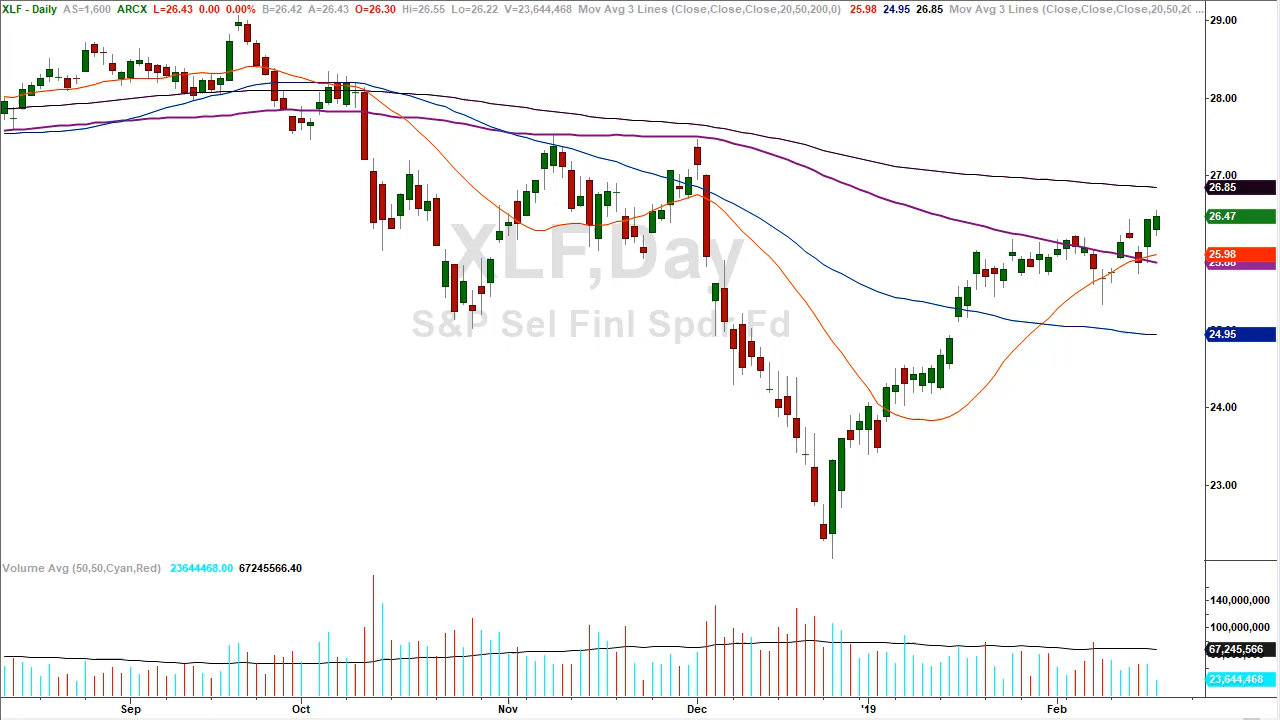 XLF - Daily AS=1,600 ARCX L=26.43 0.00 0.00% B=26.42 A=26.43 O=26.30 Hi=26.55 Lo=26.22 V=23,644,468 Mov Avg 3 Lines (Close,Close,Close,20,50,200,0) 25.98 24.95 26.85 Mov Avg 3 Lines (Close,Close,Close,20,50,20 ...
29.00
28.00
27.00
26.85
26.47
XLF,Day
25.98
S&P Sel Finl Spdr Fd
24.95
24.00
23.00
Volume Avg (50,50,Cyan,Red) 23644468.00 67245566.40
140,000,000
100,000,000
67,245,566
23,644,468
Sep Oct Nov Dec '19 Feb